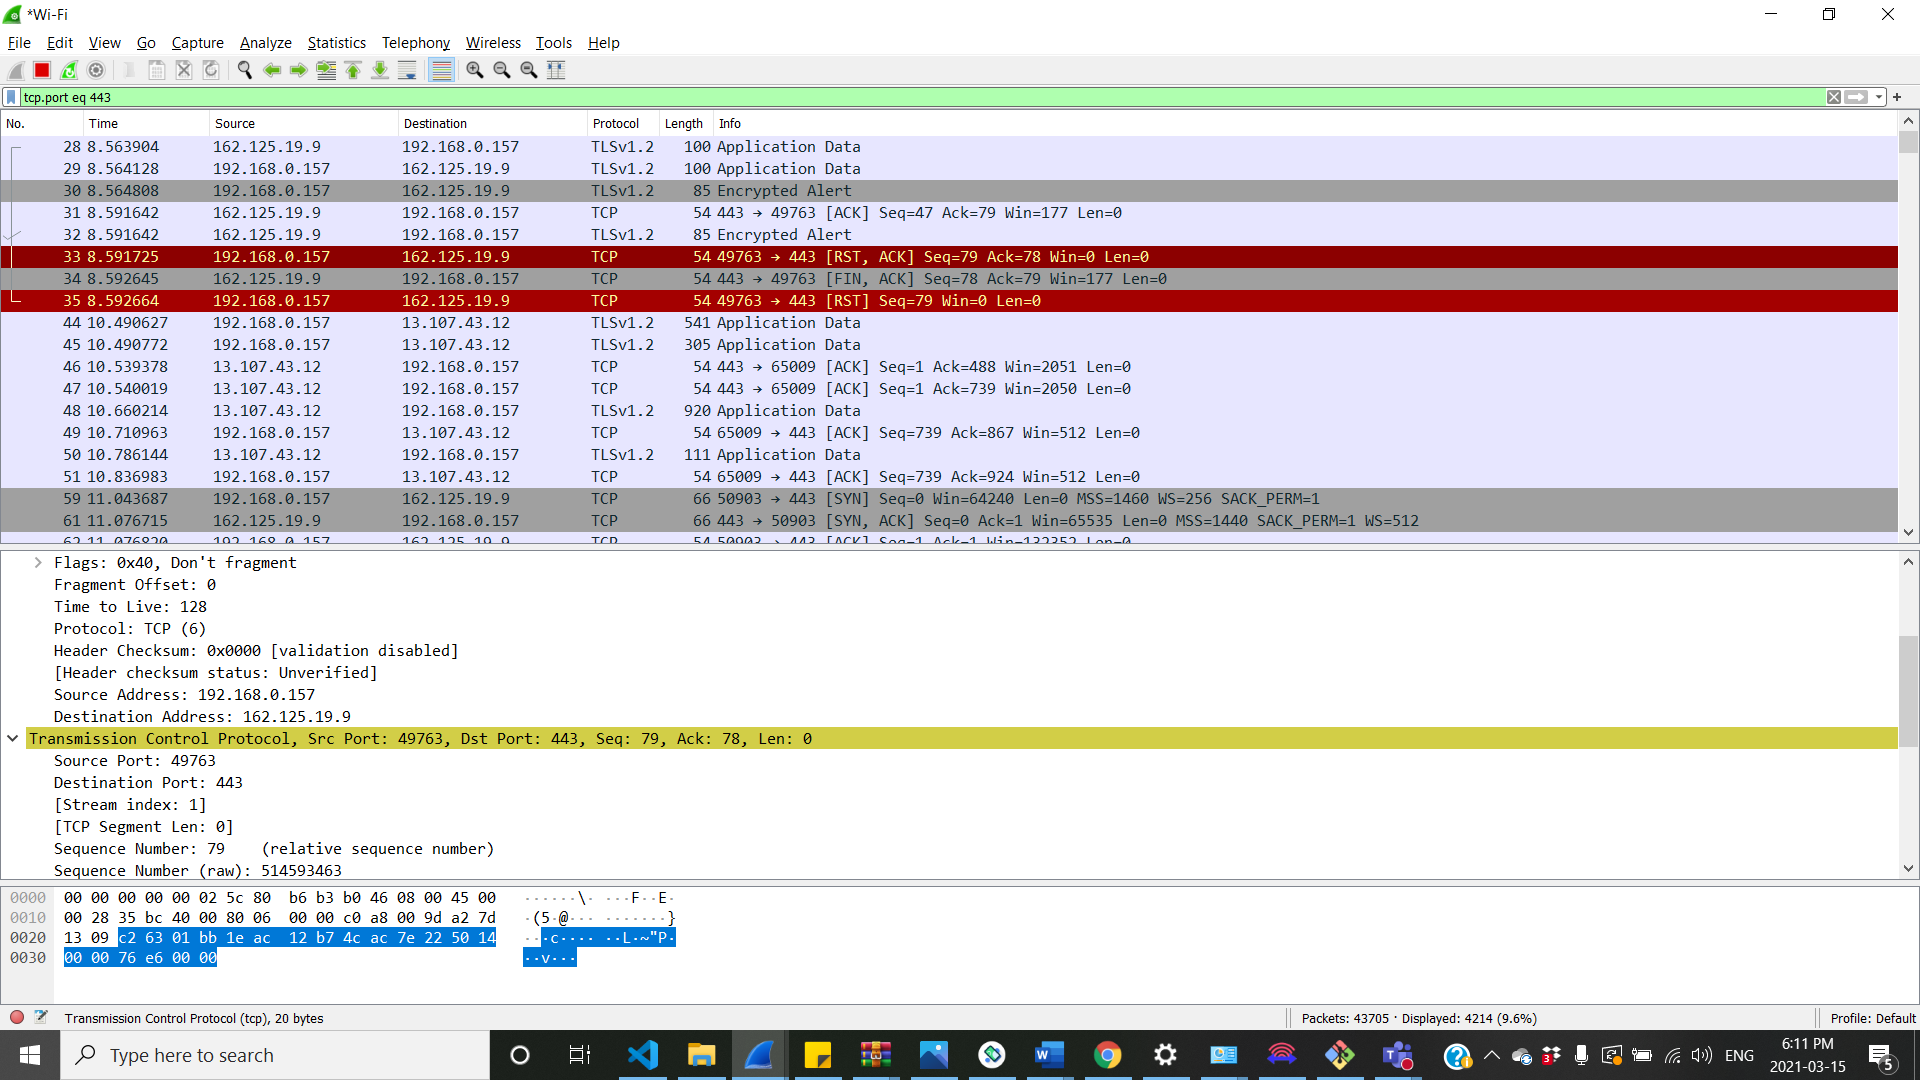 *Wi-Fi
File Edit View Go Capture Analyze Statistics Telephony Wireless Tools Help
tcp.port eq 443
No. Time Source Destination Protocol Length Info
28 8.563904 162.125.19.9 192.168.0.157 TLSv1.2 100 Application Data
29 8.564128 192.168.0.157 162.125.19.9 TLSv1.2 100 Application Data
30 8.564808 192.168.0.157 162.125.19.9 TLSv1.2 85 Encrypted Alert
31 8.591642 162.125.19.9 192.168.0.157 TCP 54 443 → 49763 [ACK] Seq=47 Ack=79 Win=177 Len=0
32 8.591642 162.125.19.9 192.168.0.157 TLSv1.2 85 Encrypted Alert
33 8.591725 192.168.0.157 162.125.19.9 TCP 54 49763 → 443 [RST, ACK] Seq=79 Ack=78 Win=0 Len=0
34 8.592645 162.125.19.9 192.168.0.157 TCP 54 443 → 49763 [FIN, ACK] Seq=78 Ack=79 Win=177 Len=0
35 8.592664 192.168.0.157 162.125.19.9 TCP 54 49763 → 443 [RST] Seq=79 Win=0 Len=0
44 10.490627 192.168.0.157 13.107.43.12 TLSv1.2 541 Application Data
45 10.490772 192.168.0.157 13.107.43.12 TLSv1.2 305 Application Data
46 10.539378 13.107.43.12 192.168.0.157 TCP 54 443 → 65009 [ACK] Seq=1 Ack=488 Win=2051 Len=0
47 10.540019 13.107.43.12 192.168.0.157 TCP 54 443 → 65009 [ACK] Seq=1 Ack=739 Win=2050 Len=0
48 10.660214 13.107.43.12 192.168.0.157 TLSv1.2 920 Application Data
49 10.710963 192.168.0.157 13.107.43.12 TCP 54 65009 → 443 [ACK] Seq=739 Ack=867 Win=512 Len=0
50 10.786144 13.107.43.12 192.168.0.157 TLSv1.2 111 Application Data
51 10.836983 192.168.0.157 13.107.43.12 TCP 54 65009 → 443 [ACK] Seq=739 Ack=924 Win=512 Len=0
59 11.043687 192.168.0.157 162.125.19.9 TCP 66 50903 → 443 [SYN] Seq=0 Win=64240 Len=0 MSS=1460 WS=256 SACK_PERM=1
61 11.076715 162.125.19.9 192.168.0.157 TCP 66 443 → 50903 [SYN, ACK] Seq=0 Ack=1 Win=65535 Len=0 MSS=1440 SACK_PERM=1 WS=512
62 11.076820 192.168.0.157 162.125.19.9 TCP 54 50903 → 443 [ACK] Seq=1 Ack=1 Win=132352 Len=0
Flags: 0x40, Don't fragment
Fragment Offset: 0
Time to Live: 128
Protocol: TCP (6)
Header Checksum: 0x0000 [validation disabled]
[Header checksum status: Unverified]
Source Address: 192.168.0.157
Destination Address: 162.125.19.9
Transmission Control Protocol, Src Port: 49763, Dst Port: 443, Seq: 79, Ack: 78, Len: 0
Source Port: 49763
Destination Port: 443
[Stream index: 1]
[TCP Segment Len: 0]
Sequence Number: 79 (relative sequence number)
Sequence Number (raw): 514593463
0000 00 00 00 00 00 02 5c 80 b6 b3 b0 46 08 00 45 00 ······\· ···F··E·
0010 00 28 35 bc 40 00 80 06 00 00 c0 a8 00 9d a2 7d ·(5·@··· ·······}
0020 13 09 c2 63 01 bb 1e ac 12 b7 4c ac 7e 22 50 14 ···c···· ··L·~"P·
0030 00 00 76 e6 00 00 ··v···
Transmission Control Protocol (tcp), 20 bytes
Packets: 43705 · Displayed: 4214 (9.6%)
Profile: Default
Type here to search
3
ENG
6:11 PM
2021-03-15
5